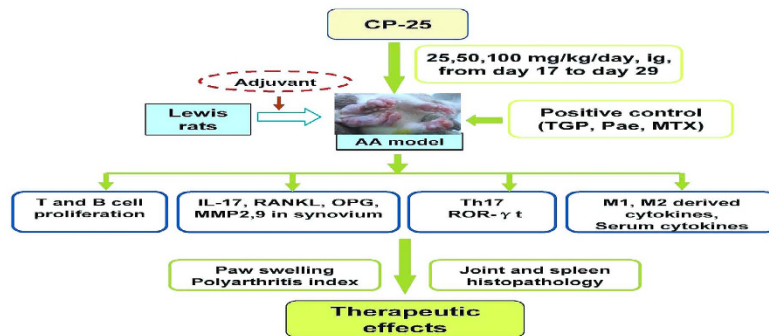 CP-25
25,50,100 mg/kg/day, ig,
from day 17 to day 29
Adjuvant
Lewis
rats
AA model
Positive control
(TGP, Pae, MTX)
T and B cell
proliferation
IL-17, RANKL, OPG,
MMP2,9 in synovium
Th17
ROR-γ t
M1, M2 derived
cytokines,
Serum cytokines
Paw swelling
Polyarthritis index
Joint and spleen
histopathology
Therapeutic
effects